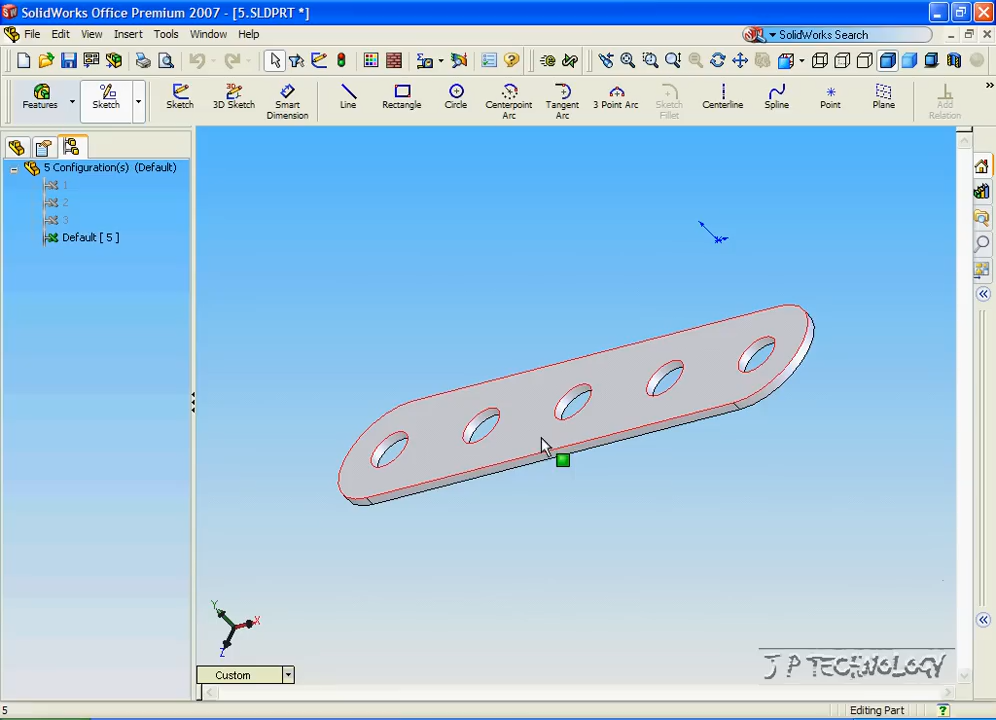 SolidWorks Office Premium 2007 - [5.SLDPRT *]
File Edit View Insert Tools Window Help
SolidWorks Search
Features
Sketch
Sketch
3D Sketch
Smart
Dimension
Line
Rectangle
Circle
Centerpoint
Arc
Tangent
Arc
3 Point Arc
Sketch
Fillet
Centerline
Spline
Point
Plane
Add
Relation
»
5 Configuration(s) (Default)
1
2
3
Default [ 5 ]
Y
X
Z
Custom
J P TECHNOLOGY
5
Editing Part